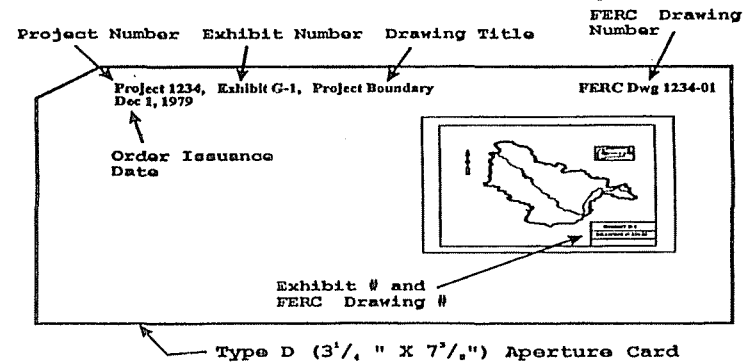 FERC Drawing
Number
Project Number Exhibit Number Drawing Title
Project 1234, Exhibit G-1, Project Boundary FERC Dwg 1234-01
Dec 1, 1979
Order Issuance
Date
Exhibit # and
FERC Drawing #
Type D (3¹/₄ " X 7³/₈") Aperture Card